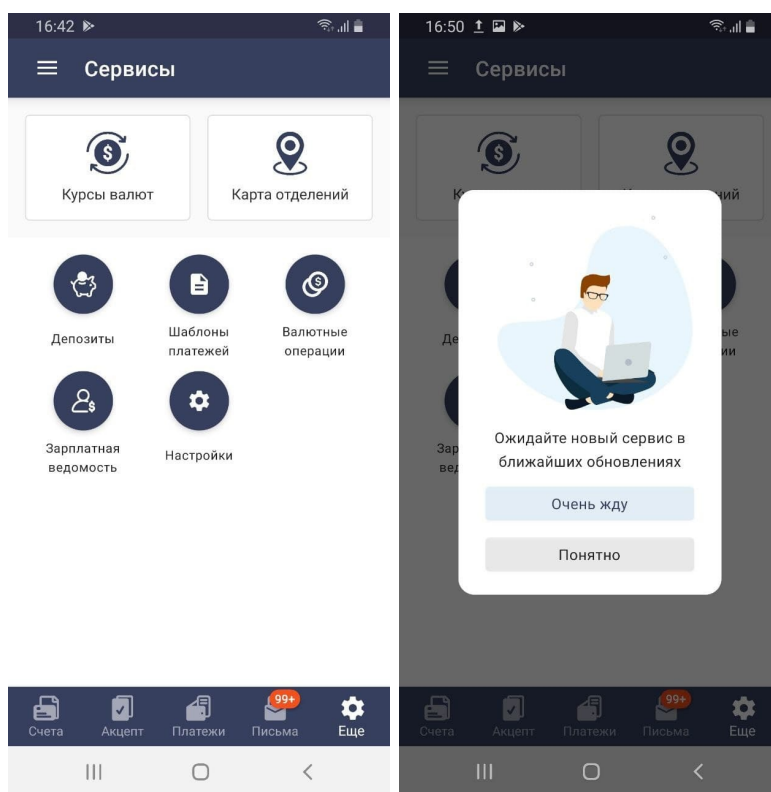 16:42
Сервисы
Курсы валют
Карта отделений
Депозиты
Шаблоны
платежей
Валютные
операции
Зарплатная
ведомость
Настройки
Счета
Акцепт
Платежи
99+
Письма
Еще
16:50
Сервисы
Ожидайте новый сервис в
ближайших обновлениях
Очень жду
Понятно
Счета
Акцепт
Платежи
99+
Письма
Еще